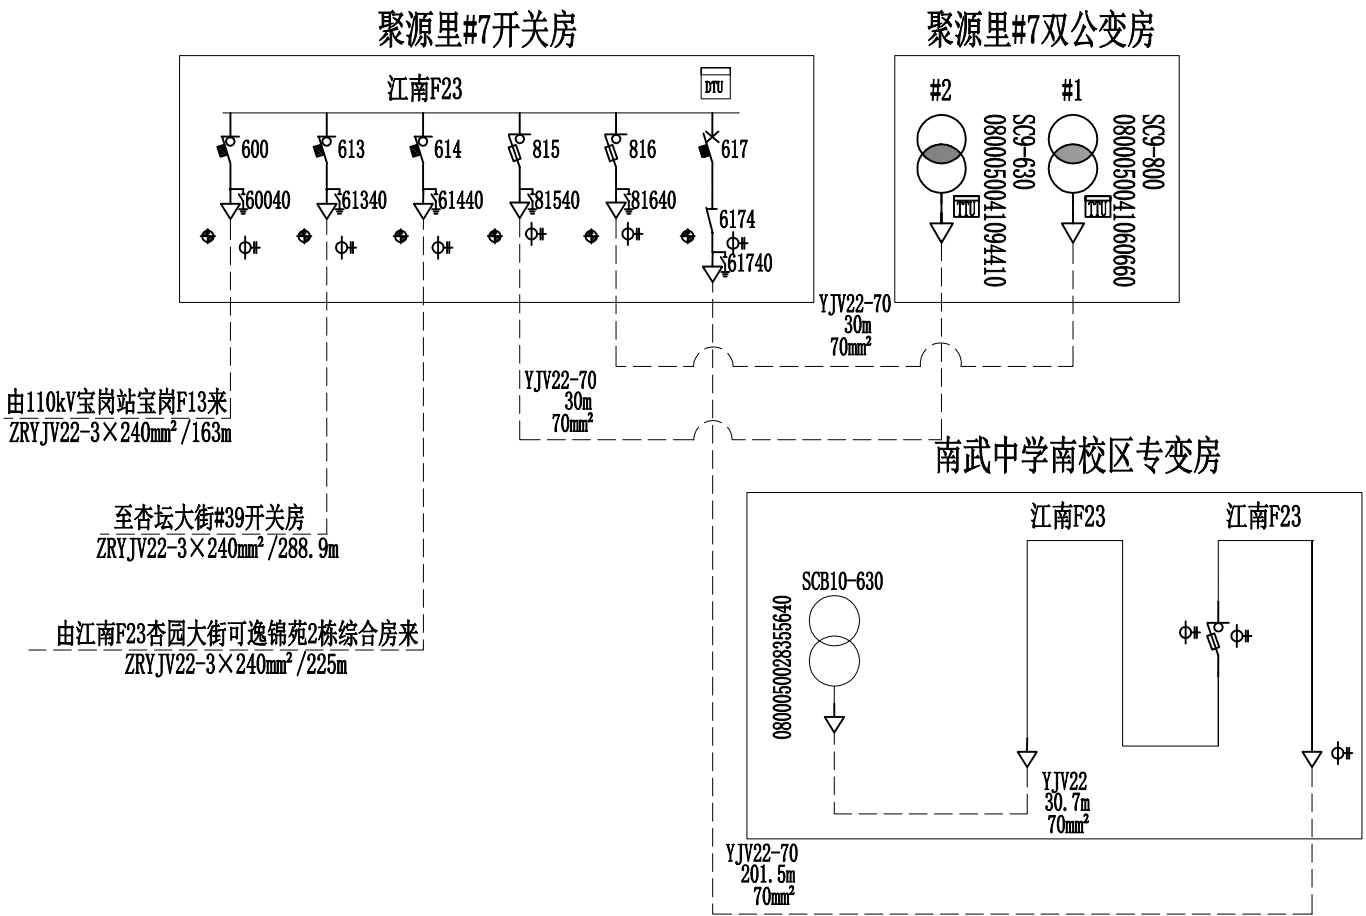 聚源里#7开关房
聚源里#7双公变房
江南F23
DTU
600
613
614
815
816
617
60040
61340
61440
81540
81640
6174
61740
#2
#1
SC9-630
08000500410944​10
SC9-800
0800050041060660
TTU
TTU
YJV22-70
30m
70mm²
YJV22-70
30m
70mm²
由110kV宝岗站宝岗F13来
ZRYJV22-3×240mm²/163m
至杏坛大街#39开关房
ZRYJV22-3×240mm²/288.9m
由江南F23杏园大街可逸锦苑2栋综合房来
ZRYJV22-3×240mm²/225m
南武中学南校区专变房
江南F23
江南F23
SCB10-630
0800050028355640
YJV22
30.7m
70mm²
YJV22-70
201.5m
70mm²